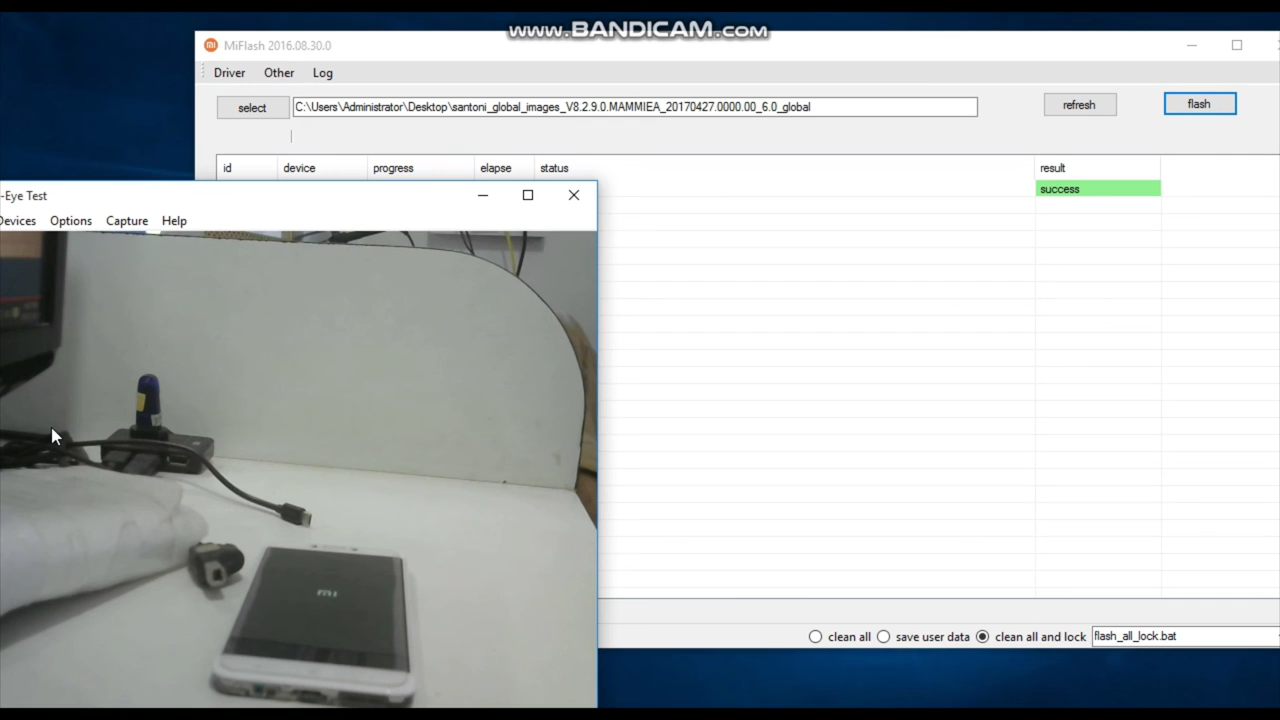 www.BANDICAM.com
MiFlash 2016.08.30.0
Driver Other Log
select C:\Users\Administrator\Desktop\santoni_global_images_V8.2.9.0.MAMMIEA_20170427.0000.00_6.0_global refresh flash
id device progress elapse status result
success
-Eye Test
Devices Options Capture Help
mi
clean all save user data clean all and lock flash_all_lock.bat